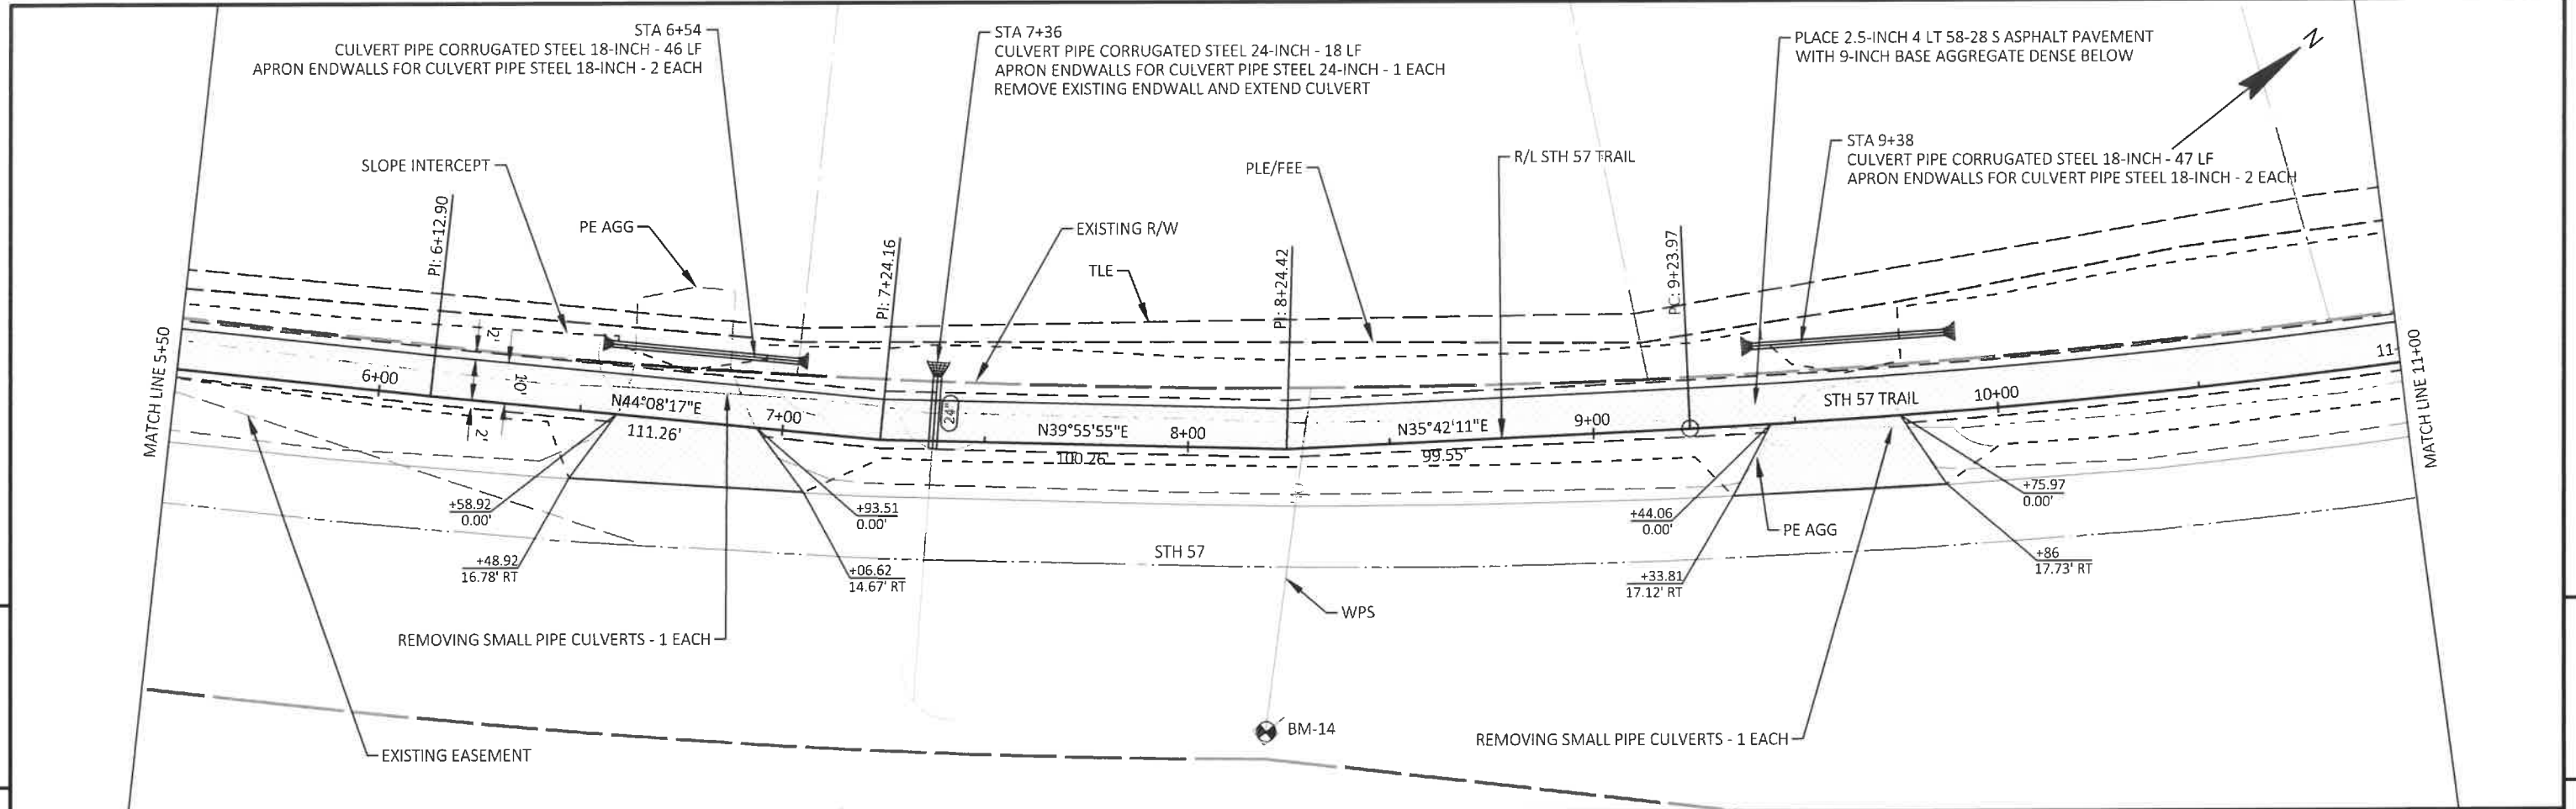 STA 6+54
CULVERT PIPE CORRUGATED STEEL 18-INCH - 46 LF
APRON ENDWALLS FOR CULVERT PIPE STEEL 18-INCH - 2 EACH
STA 7+36
CULVERT PIPE CORRUGATED STEEL 24-INCH - 18 LF
APRON ENDWALLS FOR CULVERT PIPE STEEL 24-INCH - 1 EACH
REMOVE EXISTING ENDWALL AND EXTEND CULVERT
PLACE 2.5-INCH 4 LT 58-28 S ASPHALT PAVEMENT
WITH 9-INCH BASE AGGREGATE DENSE BELOW
N
STA 9+38
CULVERT PIPE CORRUGATED STEEL 18-INCH - 47 LF
APRON ENDWALLS FOR CULVERT PIPE STEEL 18-INCH - 2 EACH
SLOPE INTERCEPT
PLE/FEE
R/L STH 57 TRAIL
PI: 6+12.90
PE AGG
EXISTING R/W
TLE
PI: 7+24.16
PI: 8+24.42
PC: 9+23.97
MATCH LINE 5+50
MATCH LINE 11+00
2'
10'
2'
6+00
N44°08'17"E
111.26'
7+00
24"
N39°55'55"E
100.26
8+00
N35°42'11"E
99.55'
9+00
STH 57 TRAIL
10+00
11
+58.92
0.00'
+48.92
16.78' RT
+93.51
0.00'
+06.62
14.67' RT
STH 57
+44.06
0.00'
+33.81
17.12' RT
PE AGG
+75.97
0.00'
+86
17.73' RT
WPS
REMOVING SMALL PIPE CULVERTS - 1 EACH
BM-14
REMOVING SMALL PIPE CULVERTS - 1 EACH
EXISTING EASEMENT